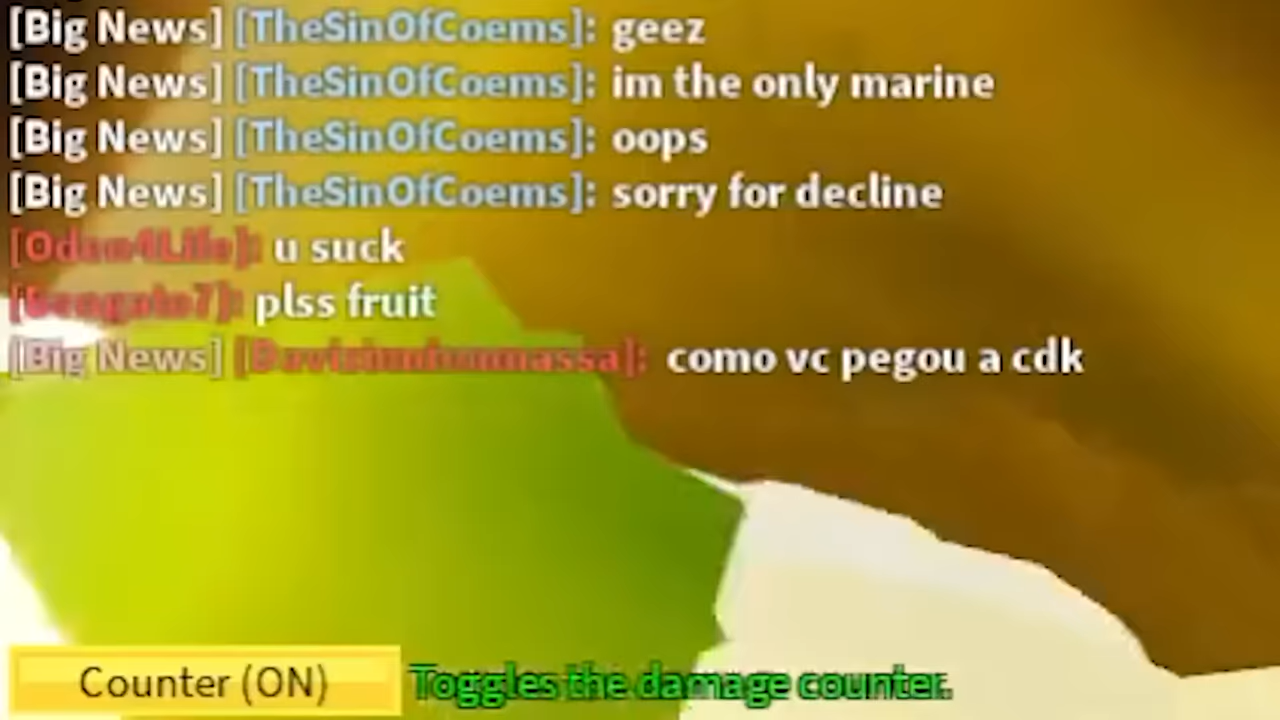 [Big News] [TheSinOfCoems]: geez
[Big News] [TheSinOfCoems]: im the only marine
[Big News] [TheSinOfCoems]: oops
[Big News] [TheSinOfCoems]: sorry for decline
u suck
plss fruit
[Big News] como vc pegou a cdk
Counter (ON) Toggles the damage counter.